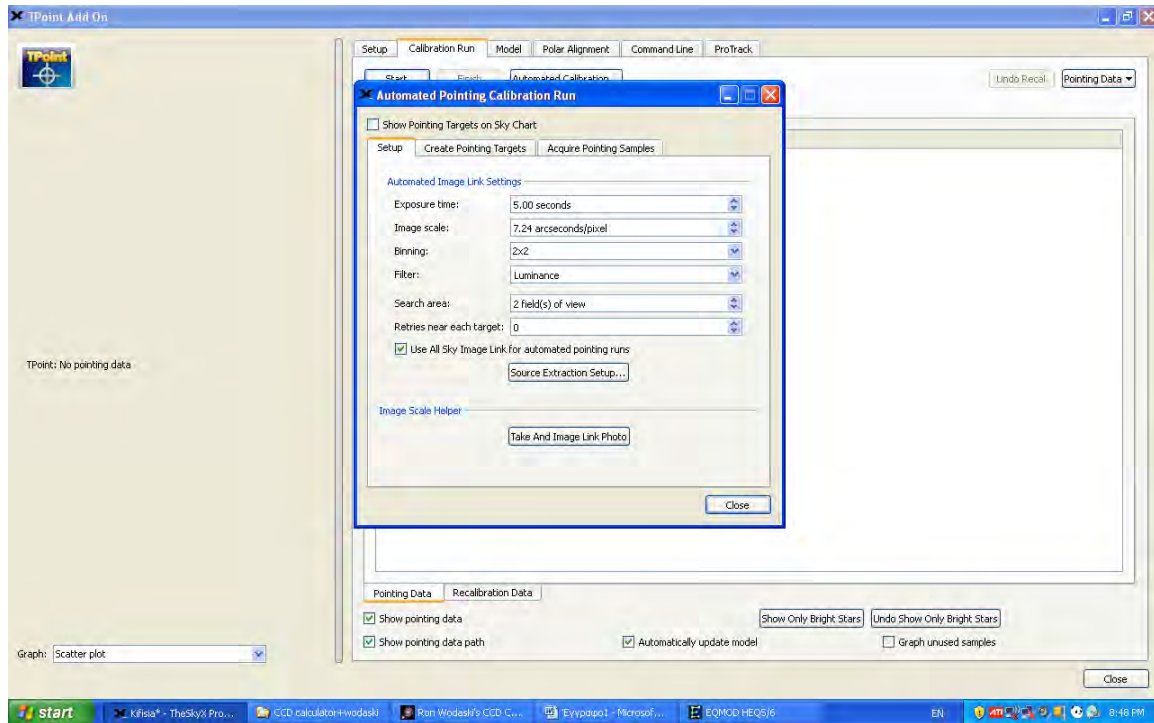 TPoint Add On
TPoint
Setup Calibration Run Model Polar Alignment Command Line ProTrack
Start Finish Automated Calibration Undo Recal Pointing Data
Automated Pointing Calibration Run
Show Pointing Targets on Sky Chart
Setup Create Pointing Targets Acquire Pointing Samples
Automated Image Link Settings
Exposure time: 5.00 seconds
Image scale: 7.24 arcseconds/pixel
Binning: 2x2
Filter: Luminance
Search area: 2 field(s) of view
Retries near each target: 0
Use All Sky Image Link for automated pointing runs
Source Extraction Setup...
Image Scale Helper
Take And Image Link Photo
Close
TPoint: No pointing data
Pointing Data Recalibration Data
Show pointing data Show Only Bright Stars Undo Show Only Bright Stars
Show pointing data path Automatically update model Graph unused samples
Graph: Scatter plot
Close
start Kifisia* - TheSkyX Pro... CCD calculator+wodaski Ron Wodaski's CCD C... Έγγραφο1 - Microsof... EQMOD HEQ5/6 EN ATI 8:48 PM